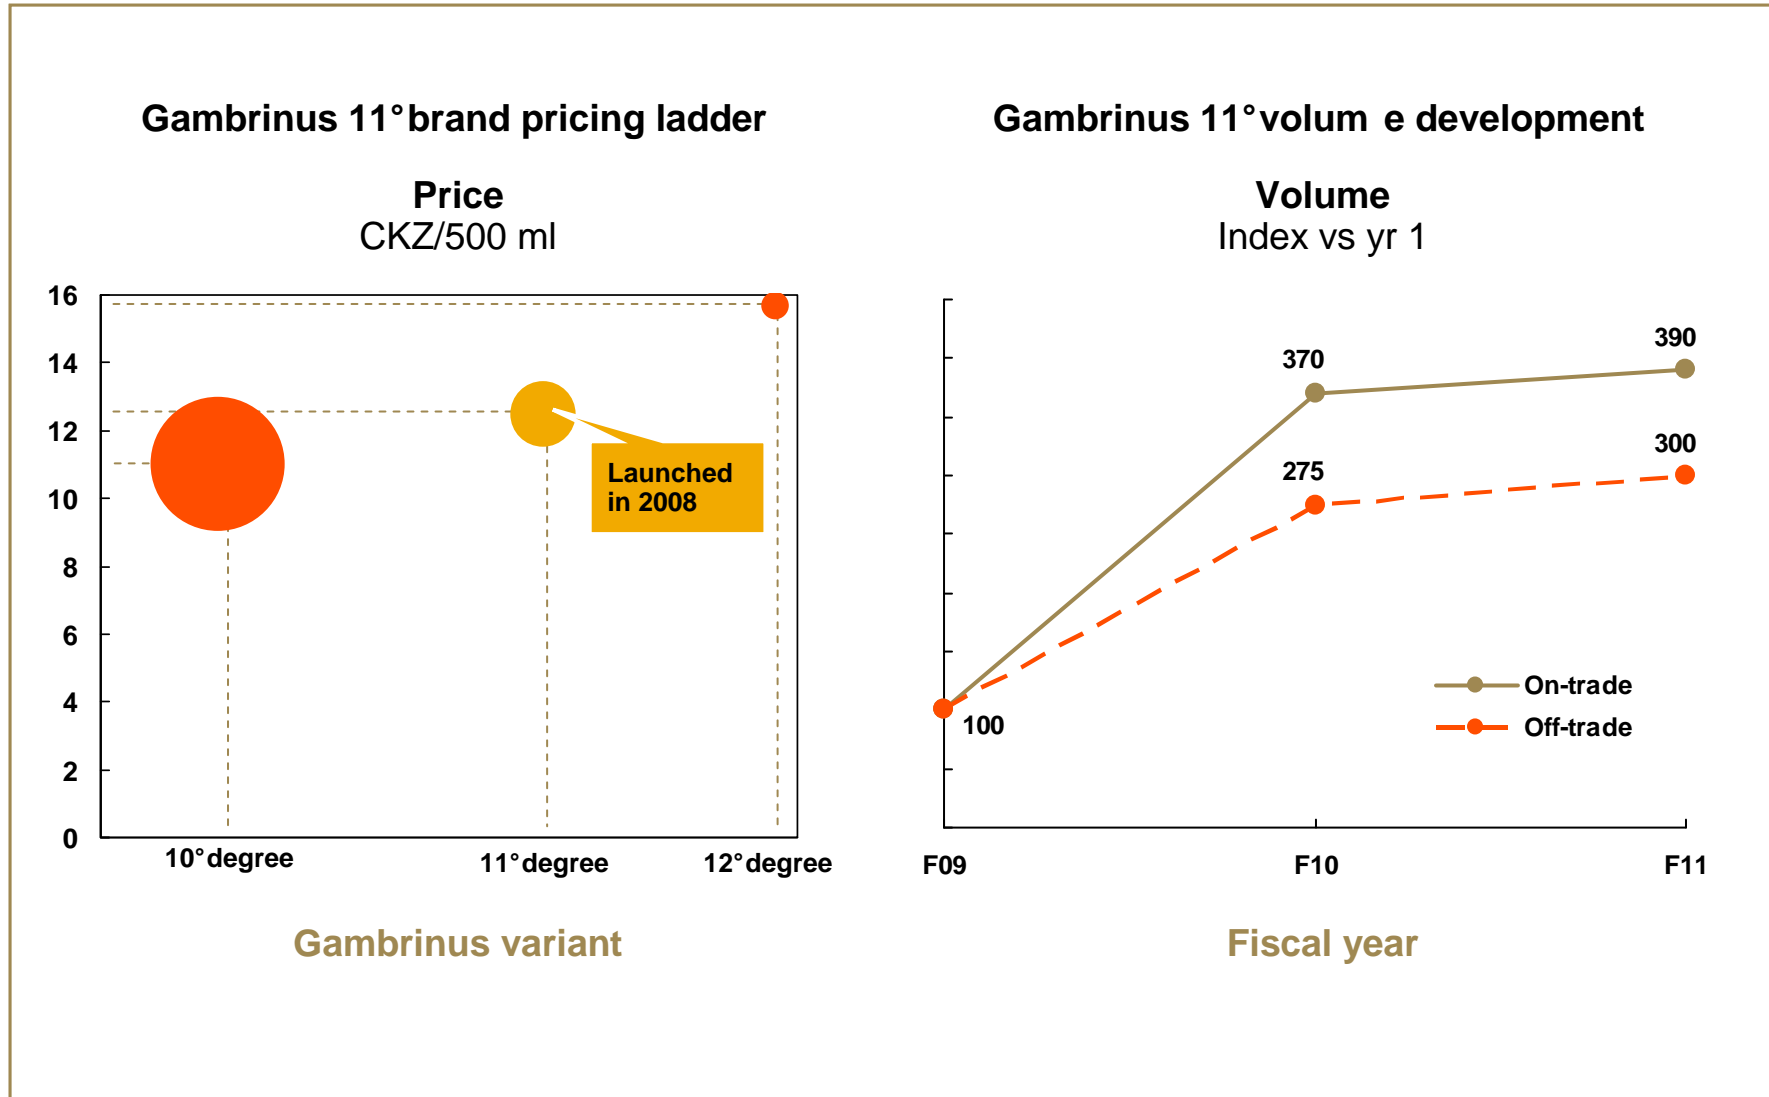 Gambrinus 11° brand pricing ladder
Price
CKZ/500 ml
16
14
12
10
8
6
4
2
0
Launched
in 2008
10° degree
11° degree
12° degree
Gambrinus variant
Gambrinus 11° volum e development
Volume
Index vs yr 1
390
370
300
275
100
On-trade
Off-trade
F09
F10
F11
Fiscal year